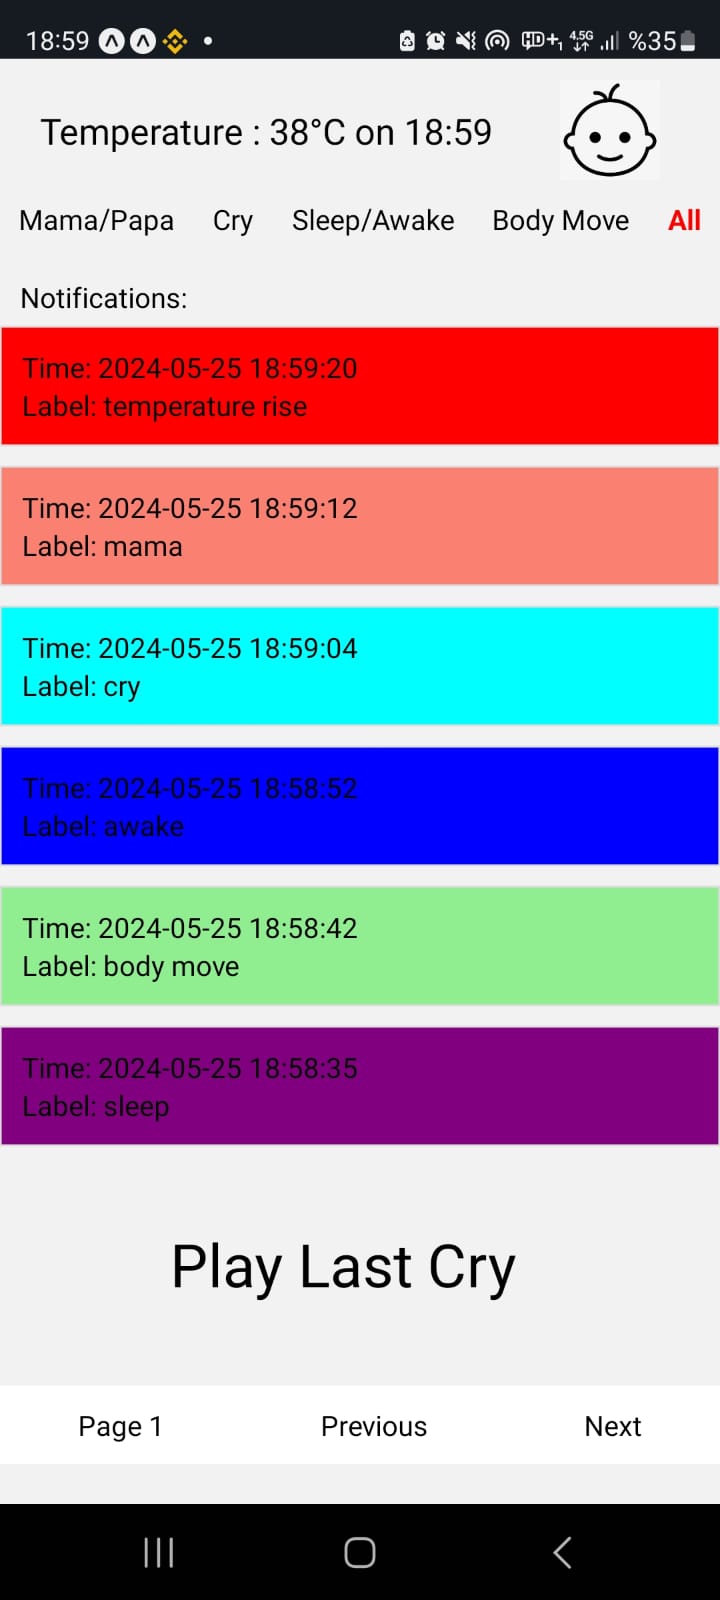 18:59 4.5G %35
Temperature : 38°C on 18:59
Mama/Papa Cry Sleep/Awake Body Move All
Notifications:
Time: 2024-05-25 18:59:20
Label: temperature rise
Time: 2024-05-25 18:59:12
Label: mama
Time: 2024-05-25 18:59:04
Label: cry
Time: 2024-05-25 18:58:52
Label: awake
Time: 2024-05-25 18:58:42
Label: body move
Time: 2024-05-25 18:58:35
Label: sleep
Play Last Cry
Page 1 Previous Next